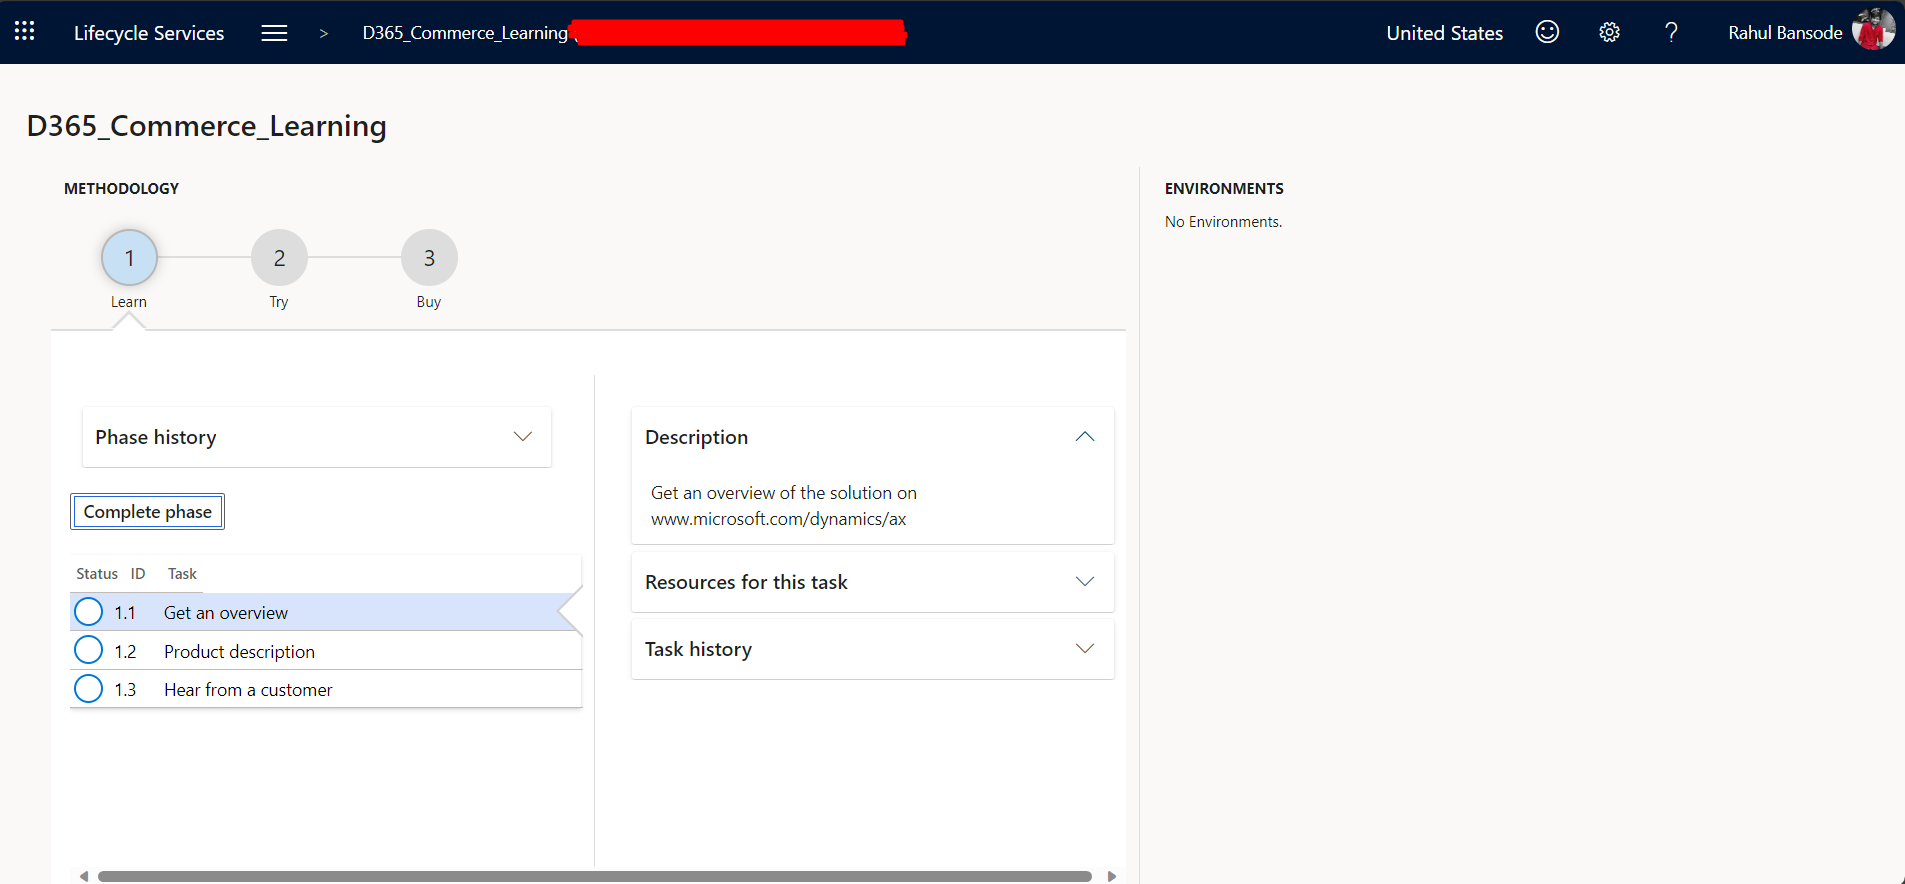 Lifecycle Services > D365_Commerce_Learning United States ? Rahul Bansode
D365_Commerce_Learning
METHODOLOGY
1 2 3
Learn Try Buy
Phase history
Complete phase
Status ID Task
1.1 Get an overview
1.2 Product description
1.3 Hear from a customer
Description
Get an overview of the solution on
www.microsoft.com/dynamics/ax
Resources for this task
Task history
ENVIRONMENTS
No Environments.